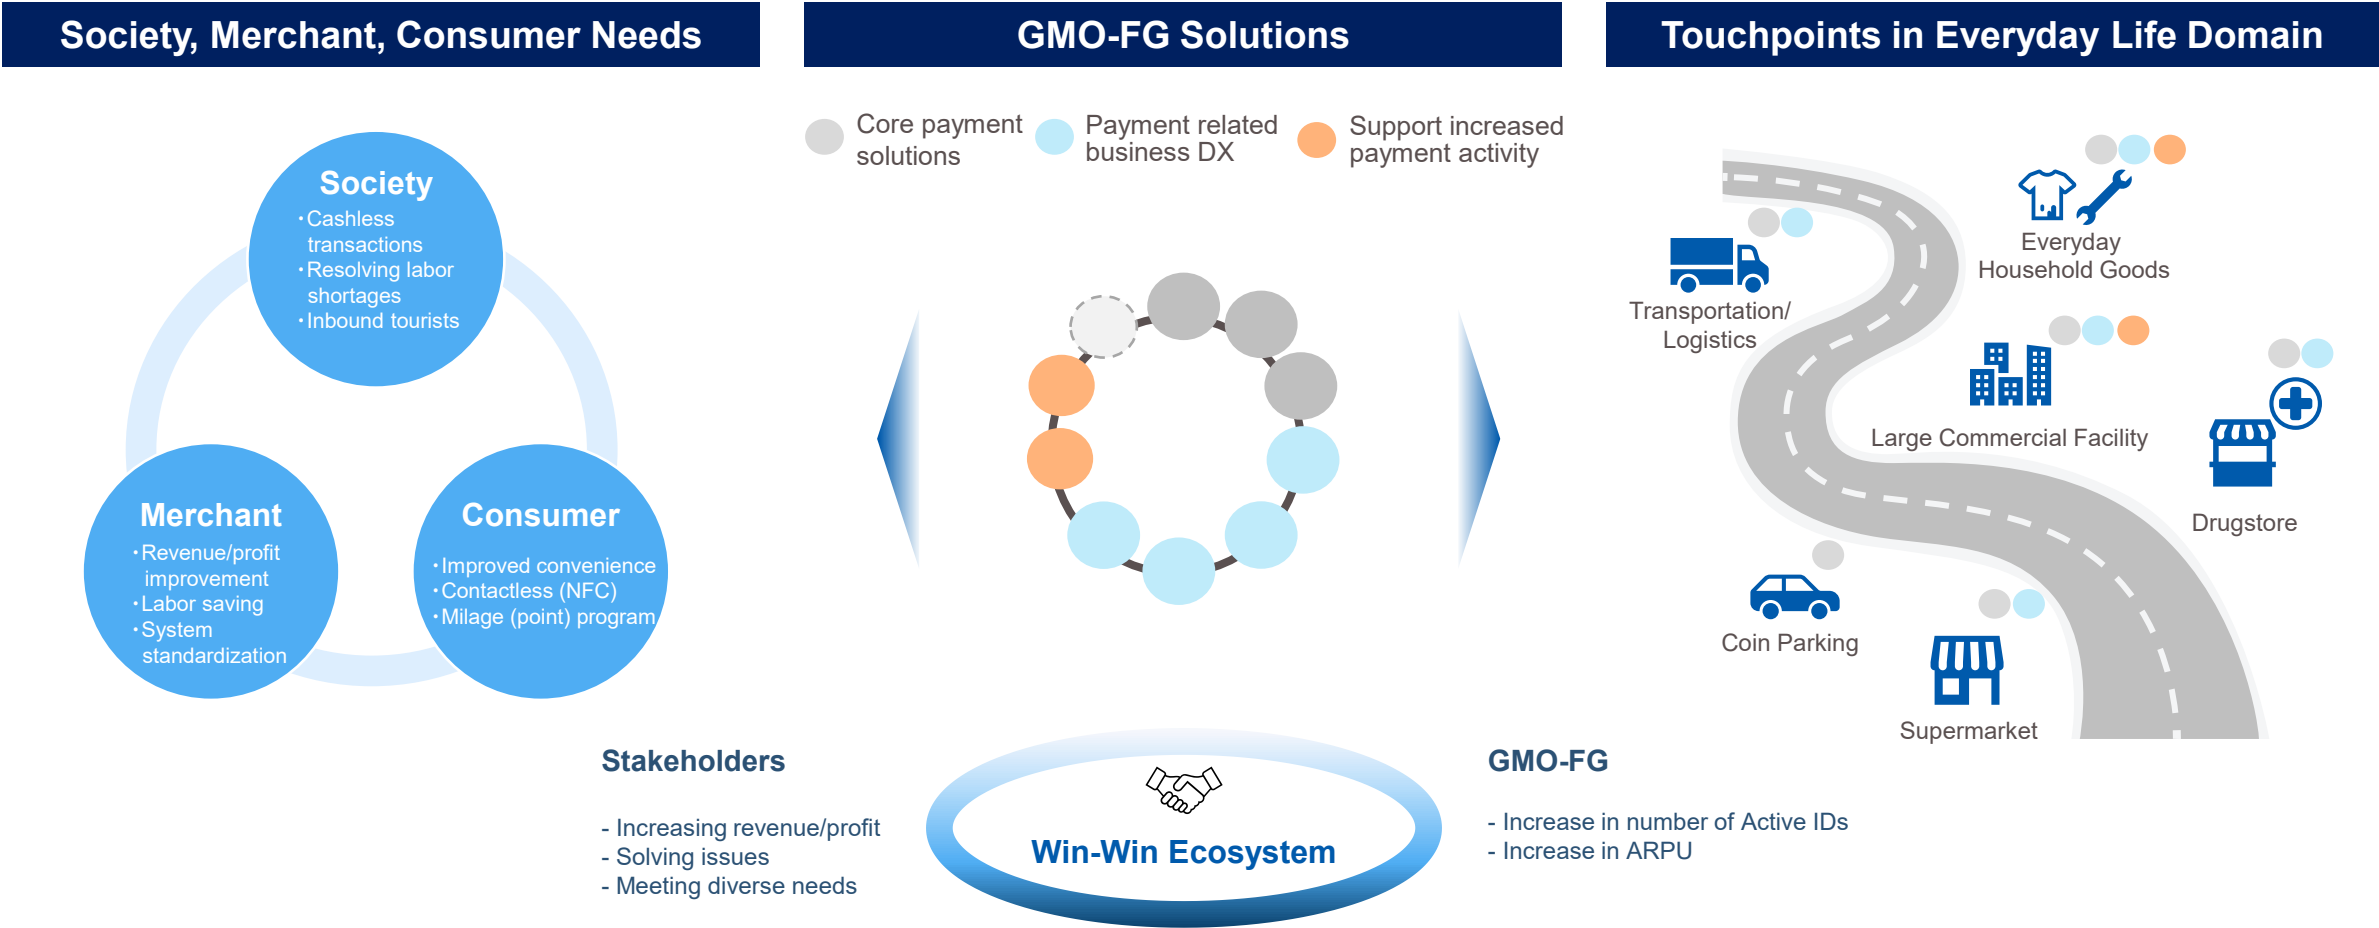 Society, Merchant, Consumer Needs
Society
・Cashless
transactions
・Resolving labor
shortages
・Inbound tourists
Merchant
・Revenue/profit
improvement
・Labor saving
・System
standardization
Consumer
・Improved convenience
・Contactless (NFC)
・Milage (point) program
GMO-FG Solutions
Core payment
solutions
Payment related
business DX
Support increased
payment activity
Touchpoints in Everyday Life Domain
Everyday
Household Goods
Transportation/
Logistics
Large Commercial Facility
Drugstore
Coin Parking
Supermarket
Stakeholders
- Increasing revenue/profit
- Solving issues
- Meeting diverse needs
Win-Win Ecosystem
GMO-FG
- Increase in number of Active IDs
- Increase in ARPU